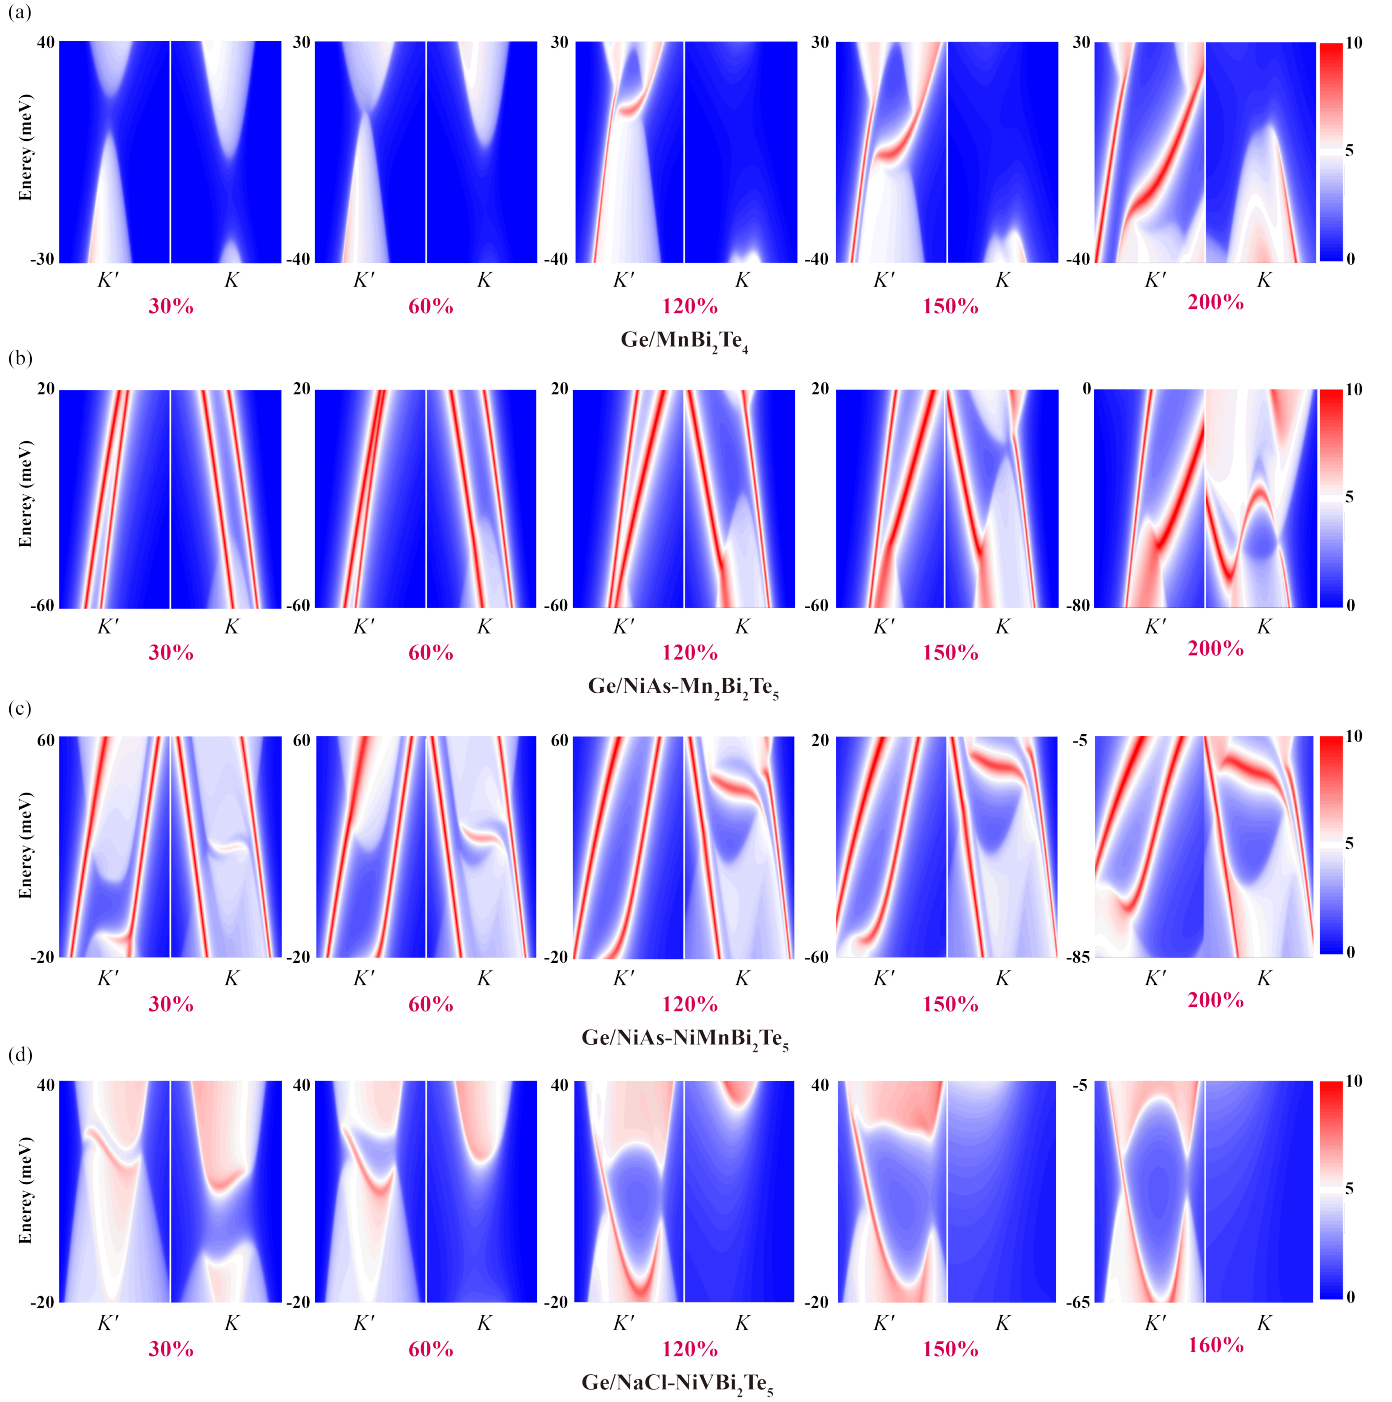 (a)
40 30 30 30 30 10
Enerey (meV)
5
-30 -40 -40 -40 -40 0
K' K K' K K' K K' K K' K
30% 60% 120% 150% 200%
Ge/MnBi₂Te₄
(b)
20 20 20 20 0 10
Enerey (meV)
5
-60 -60 -60 -60 -80 0
K' K K' K K' K K' K K' K
30% 60% 120% 150% 200%
Ge/NiAs-Mn₂Bi₂Te₅
(c)
60 60 60 20 -5 10
Enerey (meV)
5
-20 -20 -20 -60 -85 0
K' K K' K K' K K' K K' K
30% 60% 120% 150% 200%
Ge/NiAs-NiMnBi₂Te₅
(d)
40 40 40 40 -5 10
Enerey (meV)
5
-20 -20 -20 -20 -65 0
K' K K' K K' K K' K K' K
30% 60% 120% 150% 160%
Ge/NaCl-NiVBi₂Te₅